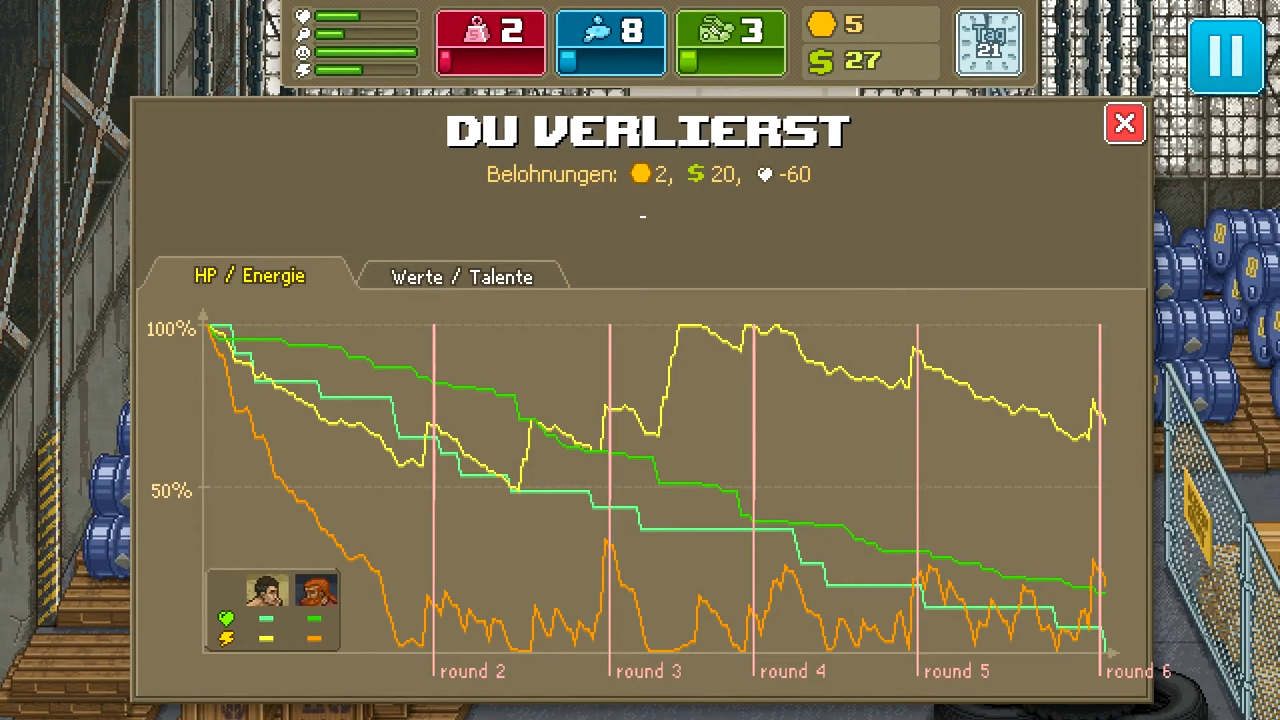 2
8
3
5
27
Tag
21
DU VERLIERST
Belohnungen: 2, $ 20, -60
-
HP / Energie
Werte / Talente
100%
50%
round 2
round 3
round 4
round 5
round 6